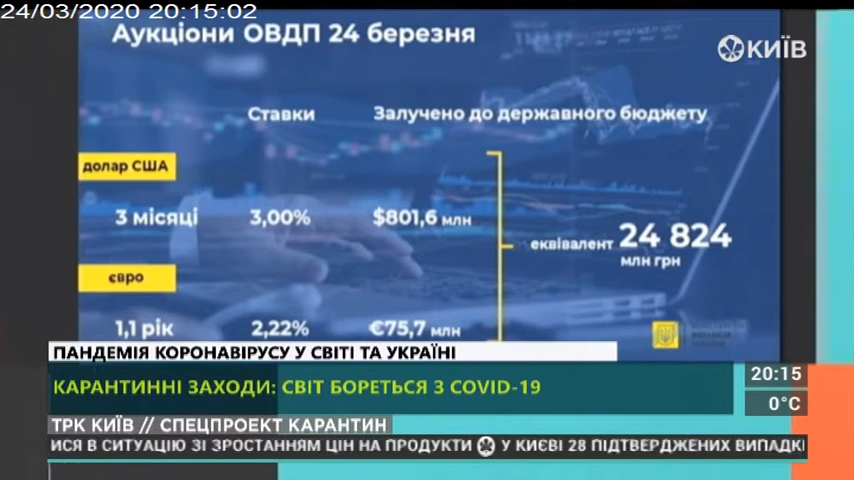 24/03/2020 20:15:02
Аукціони ОВДП 24 березня
КИЇВ
Ставки
Залучено до державного бюджету
долар США
3 місяці
3,00%
$801,6 млн
еквівалент 24 824
млн грн
євро
1,1 рік
2,22%
€75,7 млн
ПАНДЕМІЯ КОРОНАВІРУСУ У СВІТІ ТА УКРАЇНІ
КАРАНТИННІ ЗАХОДИ: СВІТ БОРЕТЬСЯ З COVID-19
20:15
0°C
ТРК КИЇВ // СПЕЦПРОЕКТ КАРАНТИН
ИСЯ В СИТУАЦІЮ ЗІ ЗРОСТАННЯМ ЦІН НА ПРОДУКТИ У КИЄВІ 28 ПІДТВЕРДЖЕНИХ ВИПАДКІ